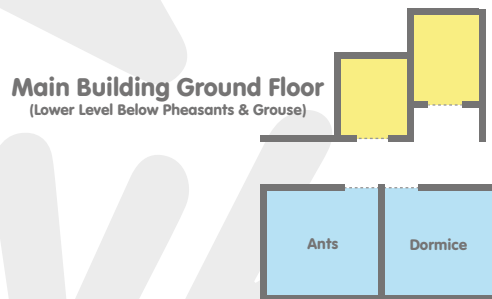 Main Building Ground Floor
(Lower Level Below Pheasants & Grouse)
Ants
Dormice